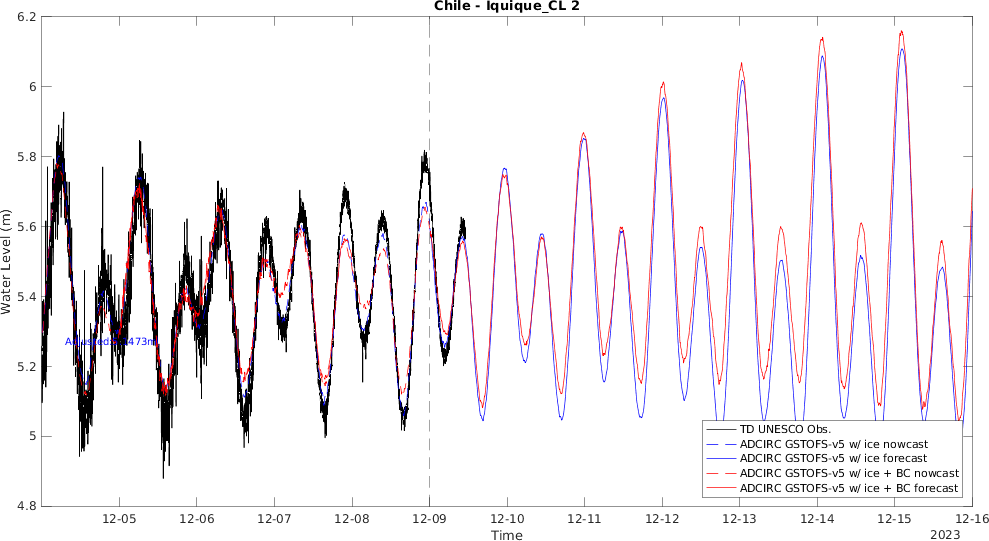 Chile - Iquique_CL 2
Water Level (m)
6.2
6
5.8
5.6
5.4
5.2
5
4.8
TD UNESCO Obs.
ADCIRC GSTOFS-v5 w/ ice nowcast
ADCIRC GSTOFS-v5 w/ ice forecast
ADCIRC GSTOFS-v5 w/ ice + BC nowcast
ADCIRC GSTOFS-v5 w/ ice + BC forecast
12-05
12-06
12-07
12-08
12-09
12-10
12-11
12-12
12-13
12-14
12-15
12-16
Time
2023